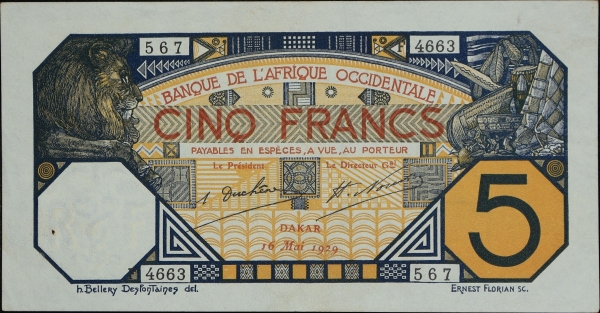 567 F 4663
BANQUE DE L'AFRIQUE OCCIDENTALE
CINQ FRANCS
PAYABLES EN ESPÈCES, A VUE, AU PORTEUR
Le Président Le Directeur Gal
DAKAR
16 Mai 1929
5
4663 567
h. Bellery Desfontaines del. ERNEST FLORIAN SC.